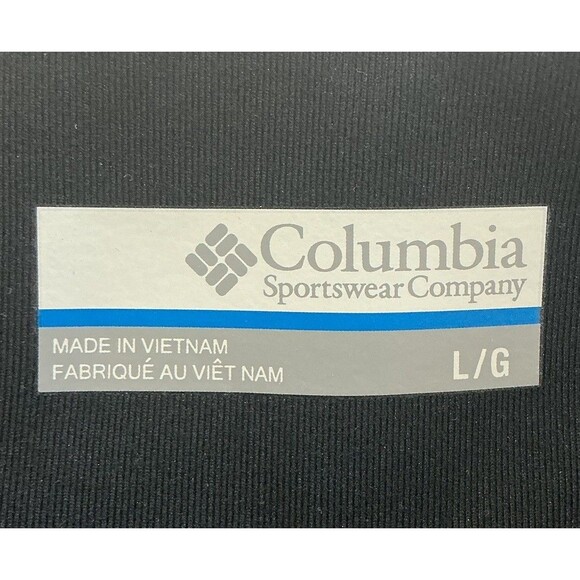 Columbia
Sportswear Company
MADE IN VIETNAM
FABRIQUÉ AU VIÊT NAM
L/G